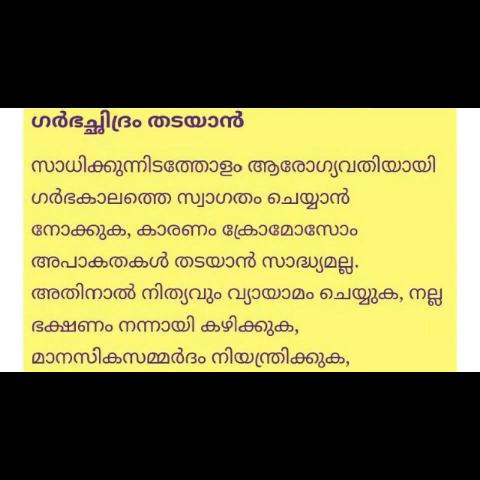 ഗർഭച്ഛിദ്രം തടയാൻ
സാധിക്കുന്നിടത്തോളം ആരോഗ്യവതിയായി
ഗർഭകാലത്തെ സ്വാഗതം ചെയ്യാൻ
നോക്കുക, കാരണം ക്രോമോസോം
അപാകതകൾ തടയാൻ സാദ്ധ്യമല്ല.
അതിനാൽ നിത്യവും വ്യായാമം ചെയ്യുക, നല്ല
ഭക്ഷണം നന്നായി കഴിക്കുക,
മാനസികസമ്മർദം നിയന്ത്രിക്കുക,